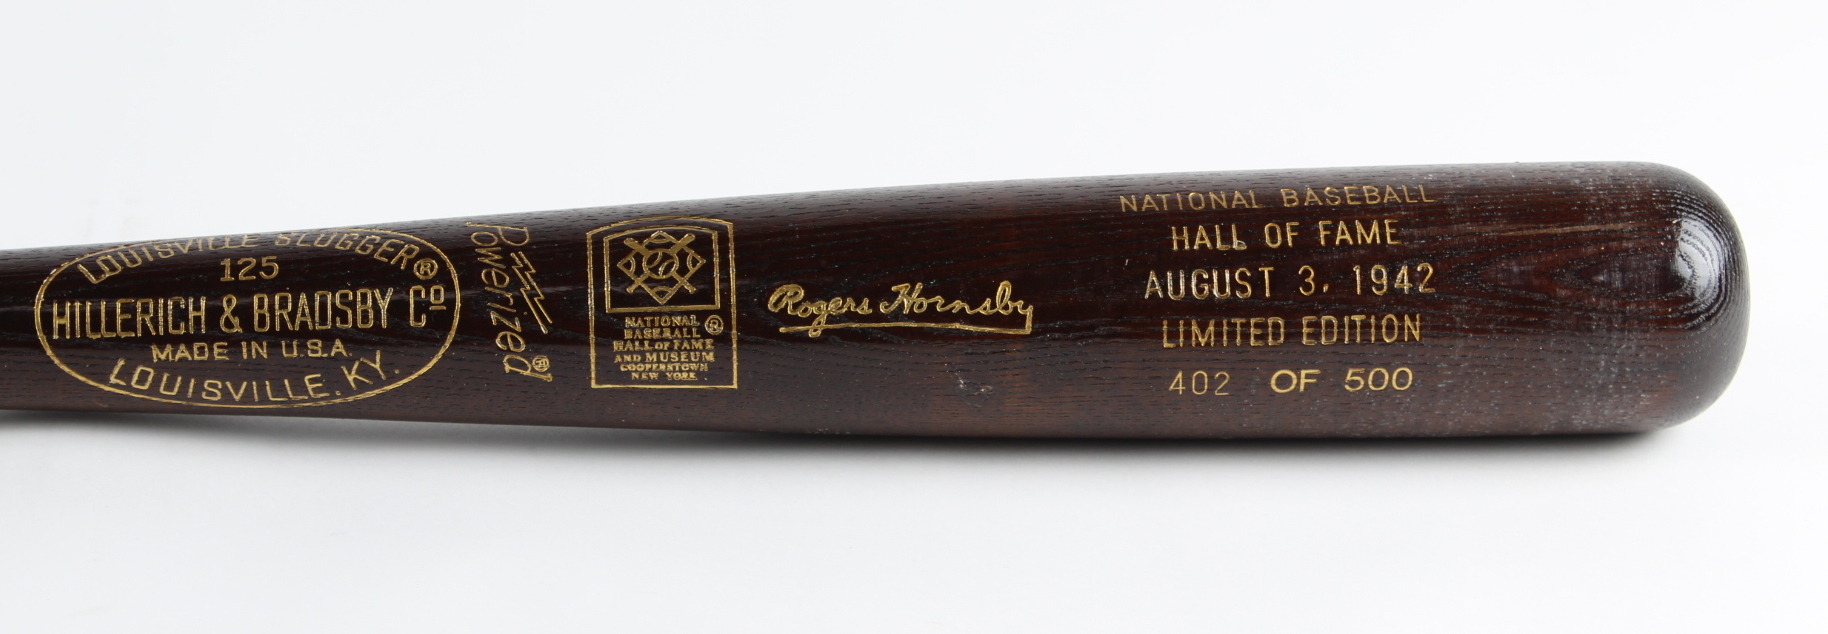 LOUISVILLE SLUGGER®
125
HILLERICH & BRADSBY Cº
MADE IN U.S.A.
LOUISVILLE. KY.
Powerized®
NATIONAL ®
BASEBALL
HALL OF FAME
AND MUSEUM
COOPERSTOWN
NEW YORK
Rogers Hornsby
NATIONAL BASEBALL
HALL OF FAME
AUGUST 3, 1942
LIMITED EDITION
402 OF 500